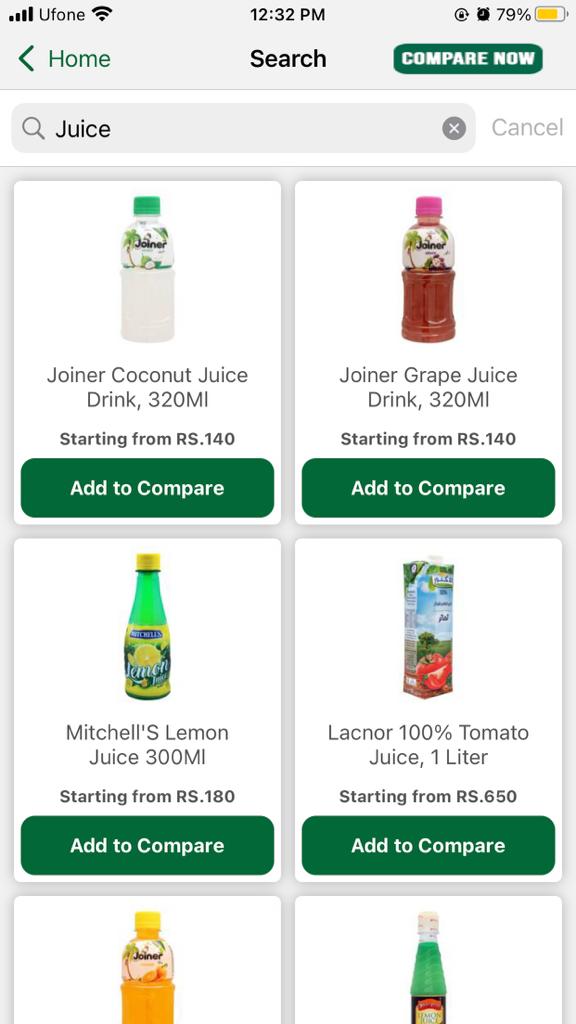 Ufone
12:32 PM
79%
Home
Search
COMPARE NOW
Juice
Cancel
Joiner
Joiner
Joiner Coconut Juice
Drink, 320Ml
Starting from RS.140
Add to Compare
Joiner Grape Juice
Drink, 320Ml
Starting from RS.140
Add to Compare
MITCHELL'S
Lemon
Juice
100%
Mitchell'S Lemon
Juice 300Ml
Starting from RS.180
Add to Compare
Lacnor 100% Tomato
Juice, 1 Liter
Starting from RS.650
Add to Compare
Joiner
LEMON
JUICE